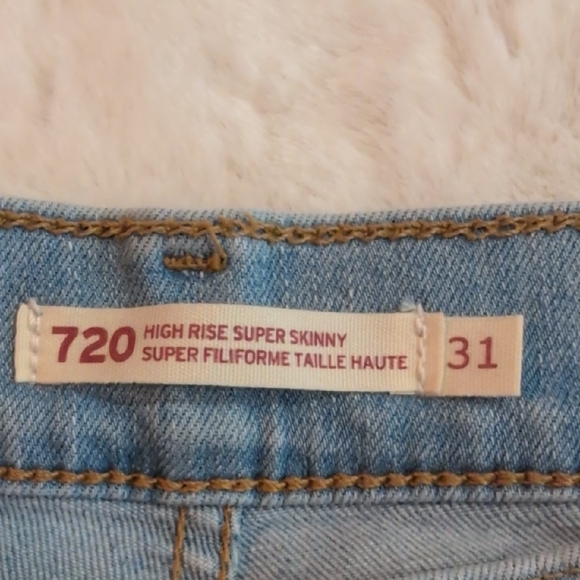 720 HIGH RISE SUPER SKINNY
SUPER FILIFORME TAILLE HAUTE
31